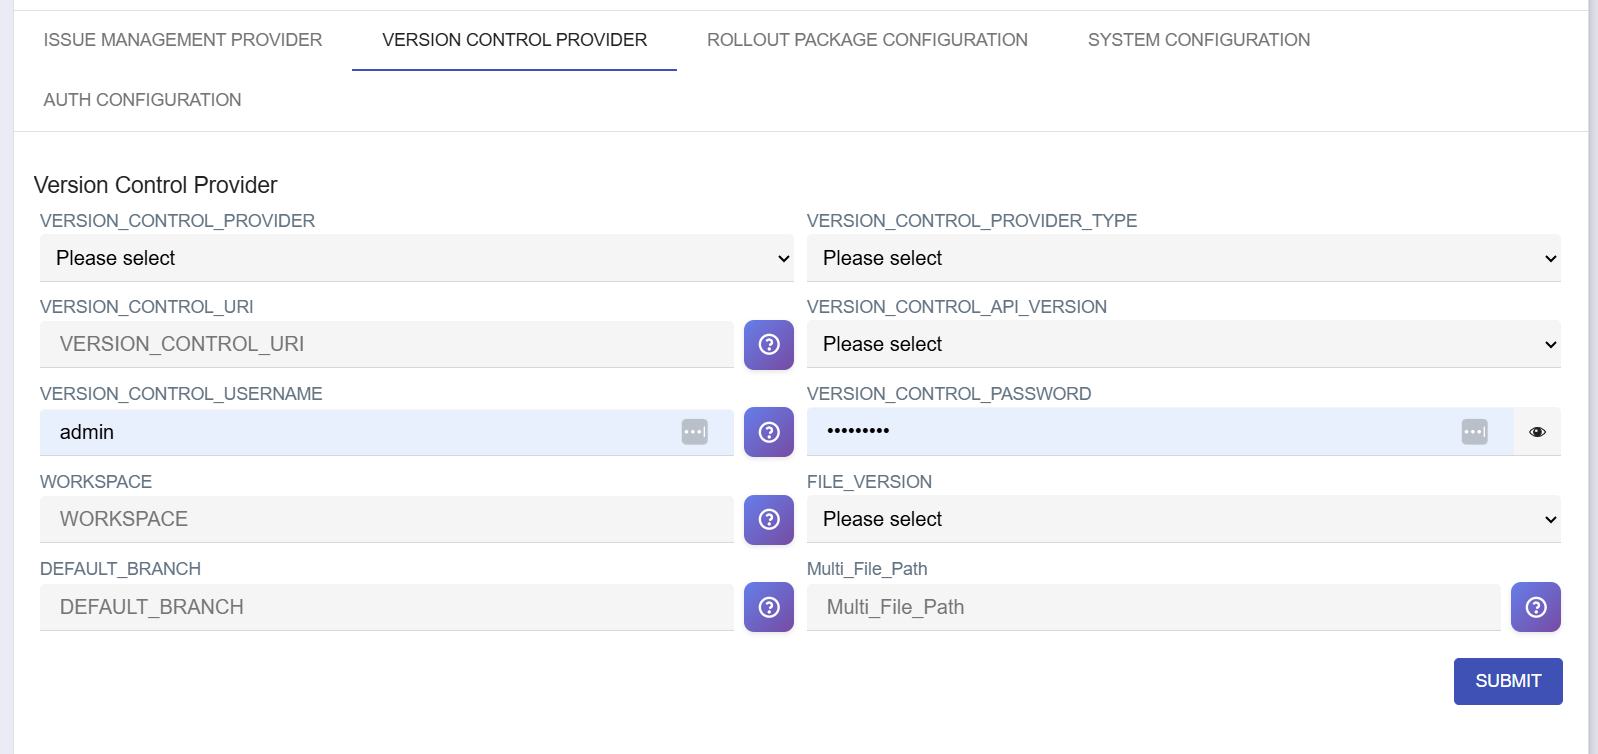 ISSUE MANAGEMENT PROVIDER VERSION CONTROL PROVIDER ROLLOUT PACKAGE CONFIGURATION SYSTEM CONFIGURATION
AUTH CONFIGURATION
Version Control Provider
VERSION_CONTROL_PROVIDER VERSION_CONTROL_PROVIDER_TYPE
Please select Please select
VERSION_CONTROL_URI VERSION_CONTROL_API_VERSION
VERSION_CONTROL_URI Please select
VERSION_CONTROL_USERNAME VERSION_CONTROL_PASSWORD
admin •••••••••
WORKSPACE FILE_VERSION
WORKSPACE Please select
DEFAULT_BRANCH Multi_File_Path
DEFAULT_BRANCH Multi_File_Path
SUBMIT